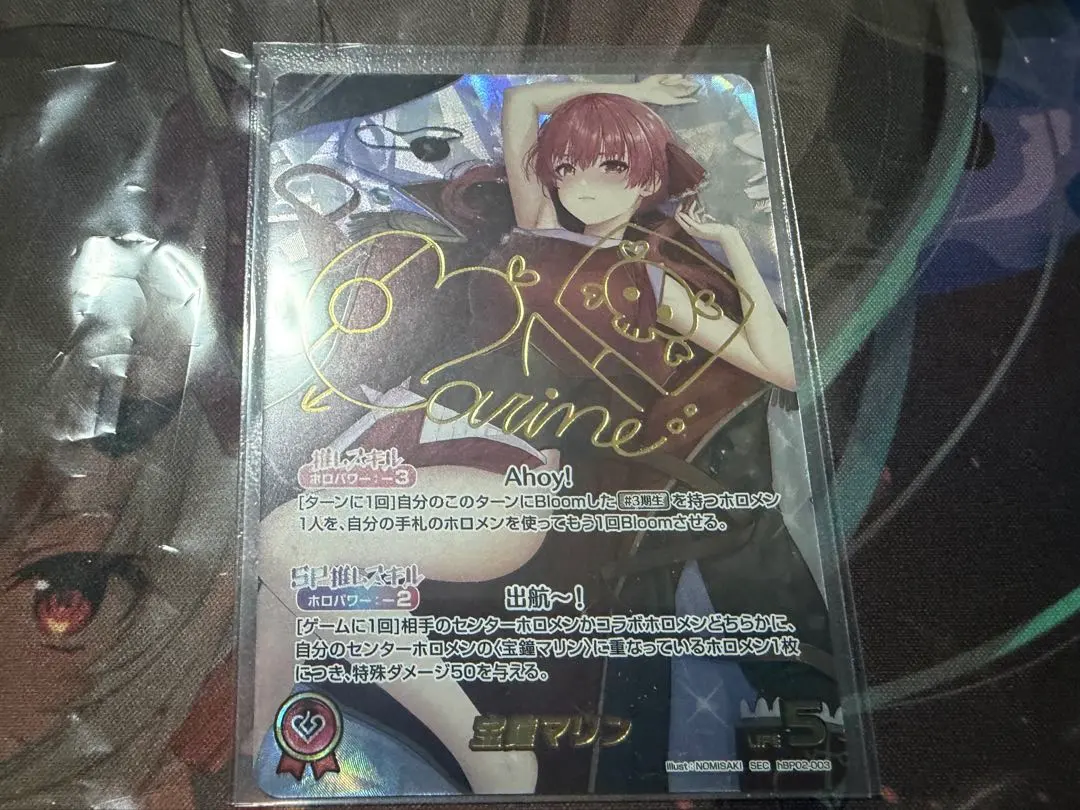 Marine
推しスキル
ホロパワー：－3
Ahoy!
[ターンに1回]自分のこのターンにBloomした #3期生 を持つホロメン
1人を、自分の手札のホロメンを使ってもう1回Bloomさせる。
SP推しスキル
ホロパワー：－2
出航〜！
[ゲームに1回]相手のセンターホロメンかコラボホロメンどちらかに、
自分のセンターホロメンの〈宝鐘マリン〉に重なっているホロメン1枚
につき、特殊ダメージ50を与える。
宝鐘マリン
LIFE 5
illust：NOMISAKI SEC hBP02-003